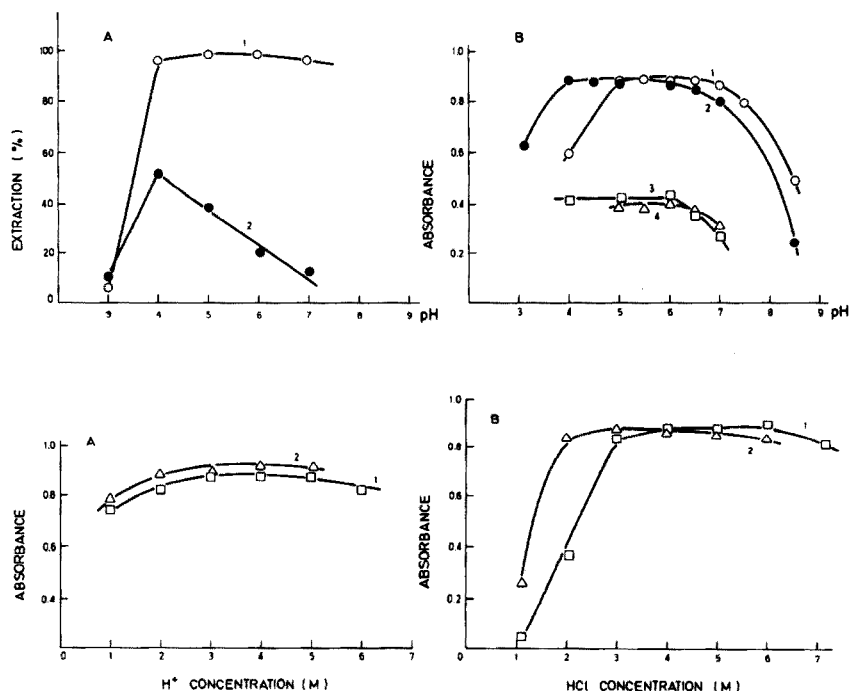 A
EXTRACTION (%)
100
80
60
40
20
0
1
2
3 4 5 6 7 8 9 pH
B
ABSORBANCE
1.0
0.8
0.6
0.4
0.2
1
2
3
4
3 4 5 6 7 8 9 pH
A
ABSORBANCE
1.0
0.8
0.6
0.4
2
1
0 1 2 3 4 5 6 7
H⁺ CONCENTRATION (M)
B
ABSORBANCE
1.0
0.8
0.6
0.4
0.2
1
2
0 1 2 3 4 5 6 7
HCl CONCENTRATION (M)